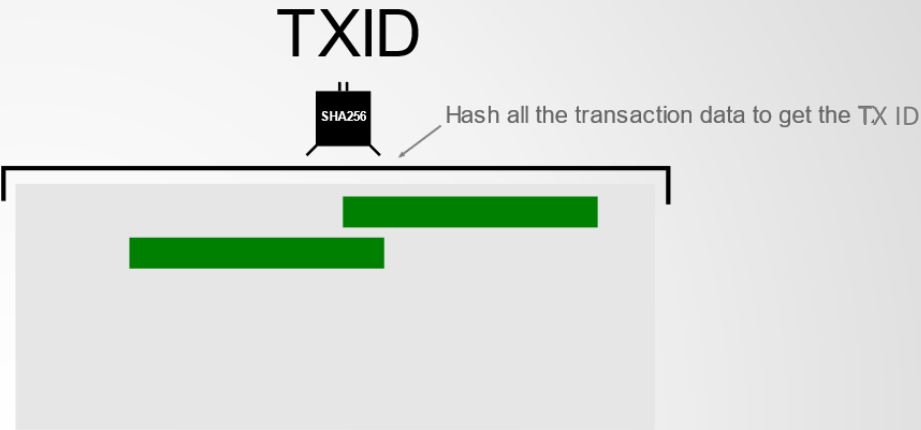 TXID
SHA256
Hash all the transaction data to get the TX ID